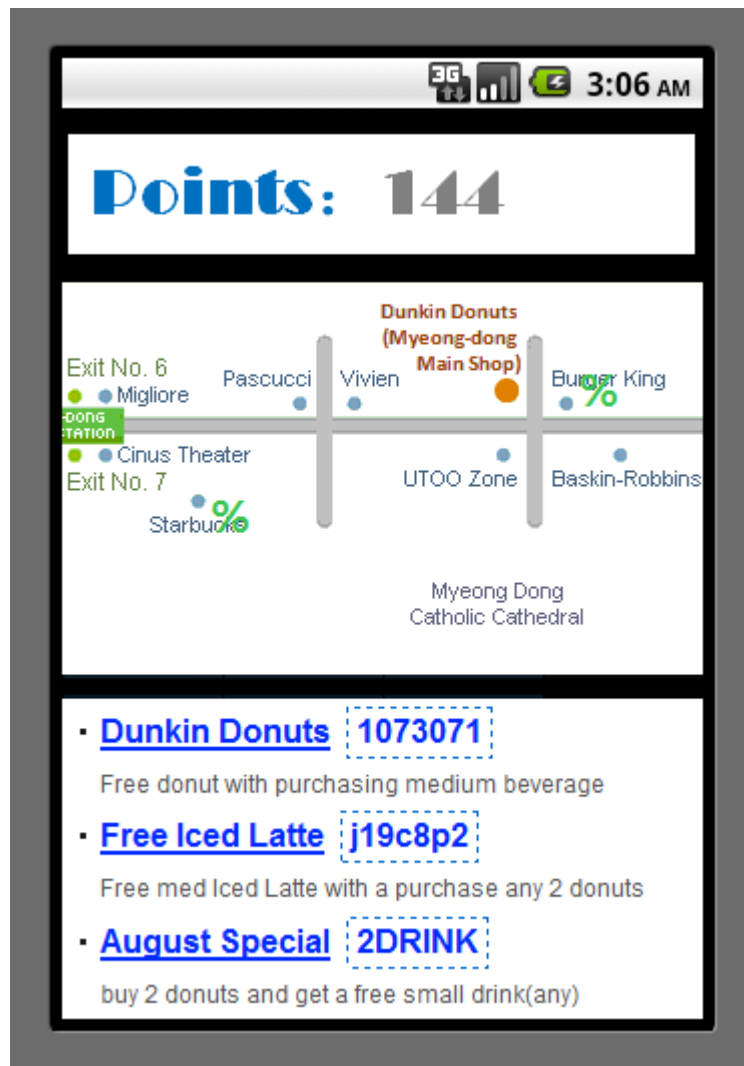 3G 3:06 AM
Points: 144
Dunkin Donuts
(Myeong-dong
Main Shop)
Exit No. 6
Migliore
Pascucci
Vivien
Burger King
%
-DONG
STATION
Cinus Theater
Exit No. 7
UTOO Zone
Baskin-Robbins
Starbucks
%
Myeong Dong
Catholic Cathedral
▪ Dunkin Donuts 1073071
Free donut with purchasing medium beverage
▪ Free Iced Latte j19c8p2
Free med Iced Latte with a purchase any 2 donuts
▪ August Special 2DRINK
buy 2 donuts and get a free small drink(any)